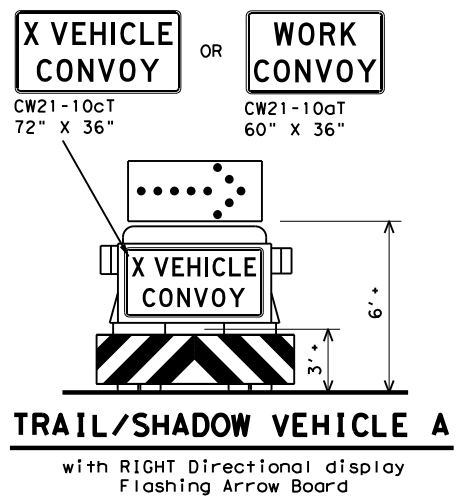 X VEHICLE
CONVOY
OR
WORK
CONVOY
CW21-10cT
72" X 36"
CW21-10aT
60" X 36"
X VEHICLE
CONVOY
6'+
3'+
TRAIL/SHADOW VEHICLE A
with RIGHT Directional display
Flashing Arrow Board